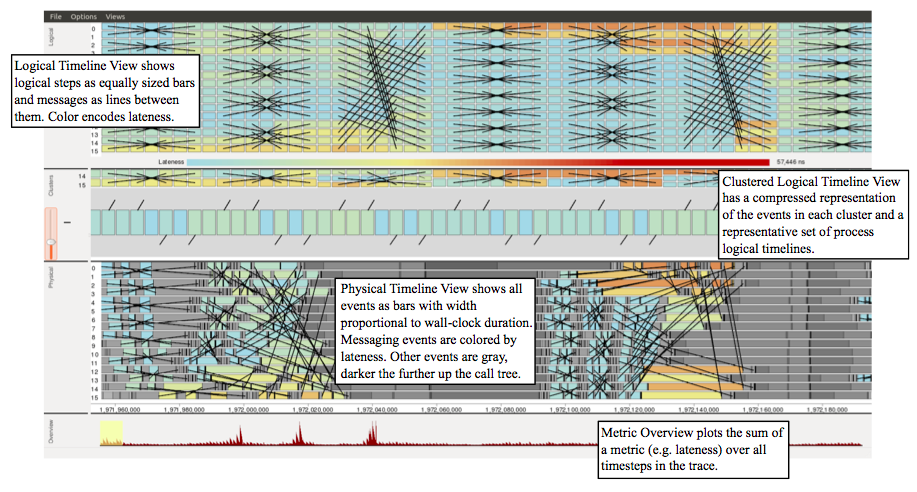 File Options Views
Logical
0
1
2
Logical Timeline View shows
logical steps as equally sized bars
and messages as lines between
them. Color encodes lateness.
12
13
14
15
Lateness
57,446 ns
Clusters
14
15
Clustered Logical Timeline View
has a compressed representation
of the events in each cluster and a
representative set of process
logical timelines.
Physical
0
1
2
3
4
5
6
7
8
9
10
11
12
13
14
15
Physical Timeline View shows all
events as bars with width
proportional to wall-clock duration.
Messaging events are colored by
lateness. Other events are gray,
darker the further up the call tree.
1,971,960,000 1,971,980,000 1,972,000,000 1,972,020,000 1,972,040,000 1,972,060,000 1,972,080,000 1,972,100,000 1,972,120,000 1,972,140,000 1,972,160,000 1,972,180,000
Overview
Metric Overview plots the sum of
a metric (e.g. lateness) over all
timesteps in the trace.